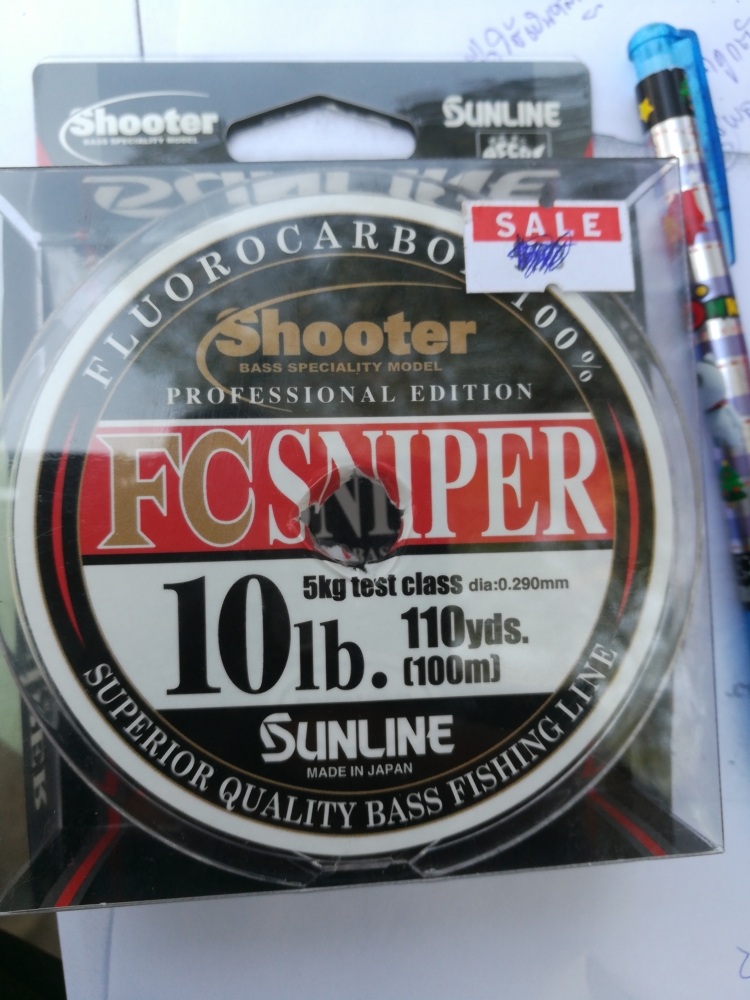 Shooter
BASS SPECIALITY MODEL
SUNLINE
SUNLINE
SALE
FLUOROCARBON 100%
Shooter
BASS SPECIALITY MODEL
PROFESSIONAL EDITION
FC SNIPER
5kg test class dia:0.290mm
10lb. 110yds.
(100m)
SUNLINE
MADE IN JAPAN
SUPERIOR QUALITY BASS FISHING LINE